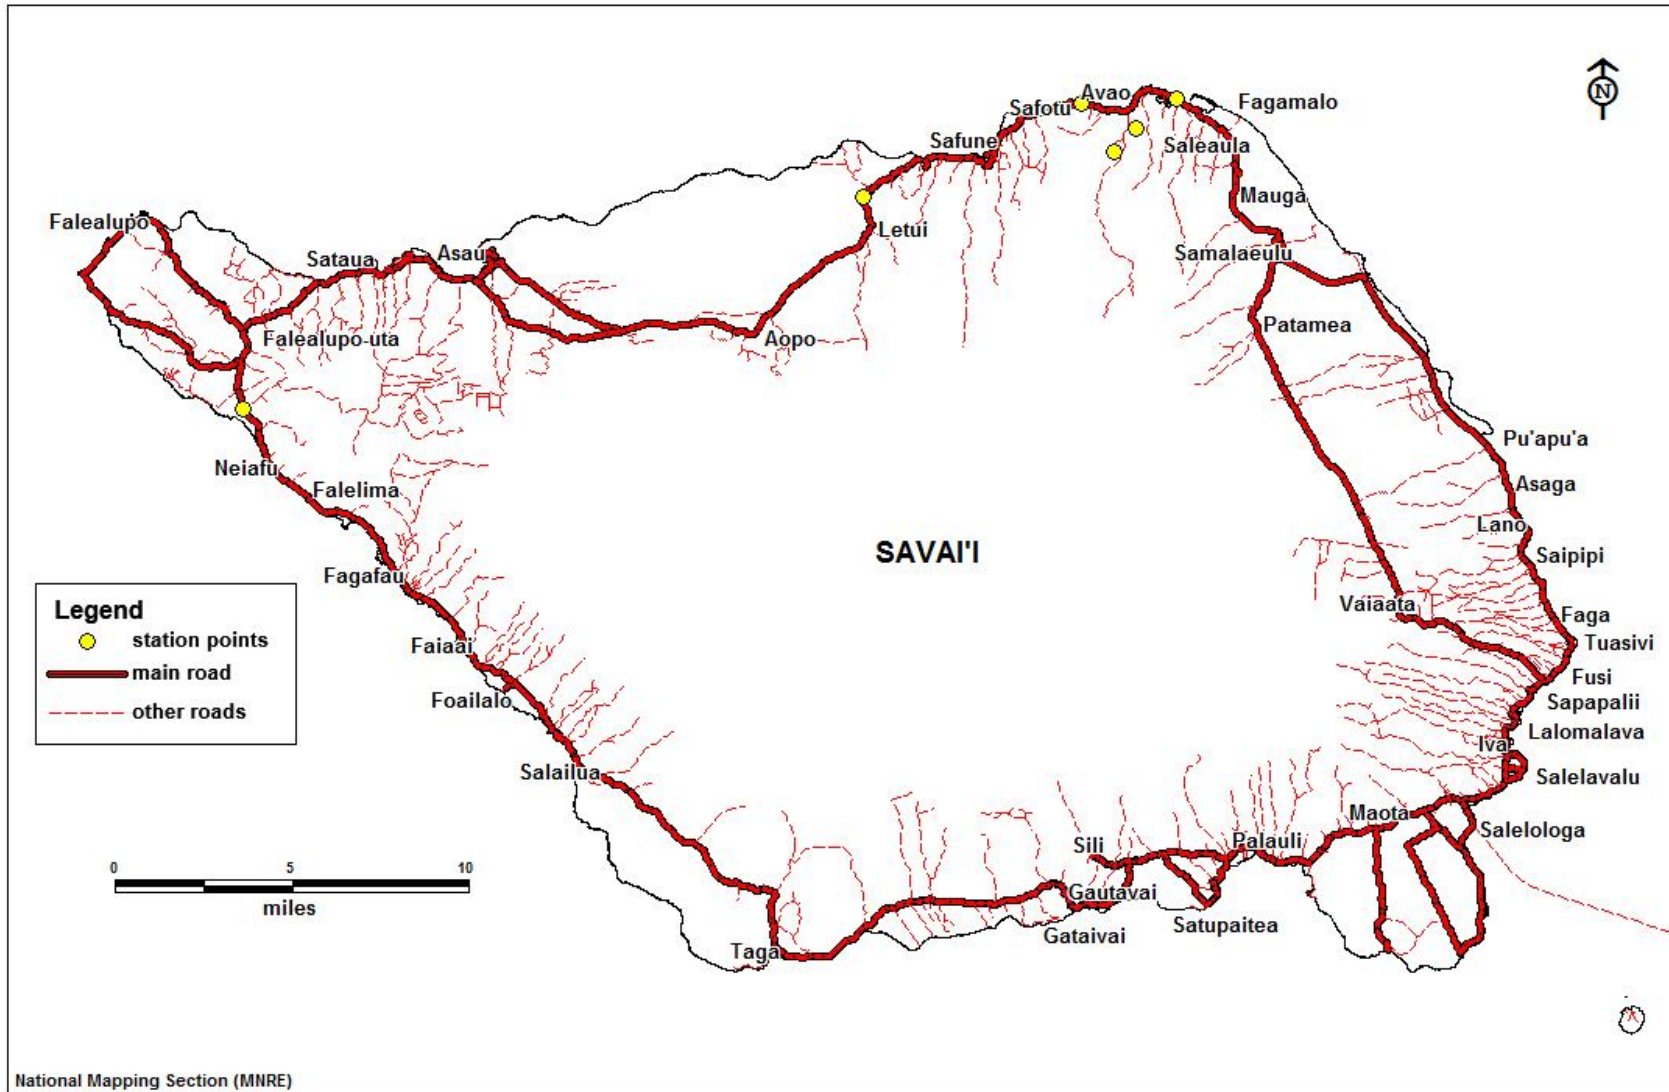 N
Avao
Fagamalo
Safotu
Safune
Saleaula
Mauga
Falealupo
Letui
Sataua
Asau
Samalaeulu
Patamea
Falealupo-uta
Aopo
Pu'apu'a
Neiafu
Falelima
Asaga
Lano
SAVAI'I
Saipipi
Fagafau
Vaiaata
Faga
Legend
station points
main road
other roads
Faiaai
Tuasivi
Fusi
Foailalo
Sapapalii
Lalomalava
Iva
Salailua
Salelavalu
Maota
Salelologa
Sili
Palauli
0 5 10
miles
Gautavai
Satupaitea
Gataivai
Taga
National Mapping Section (MNRE)